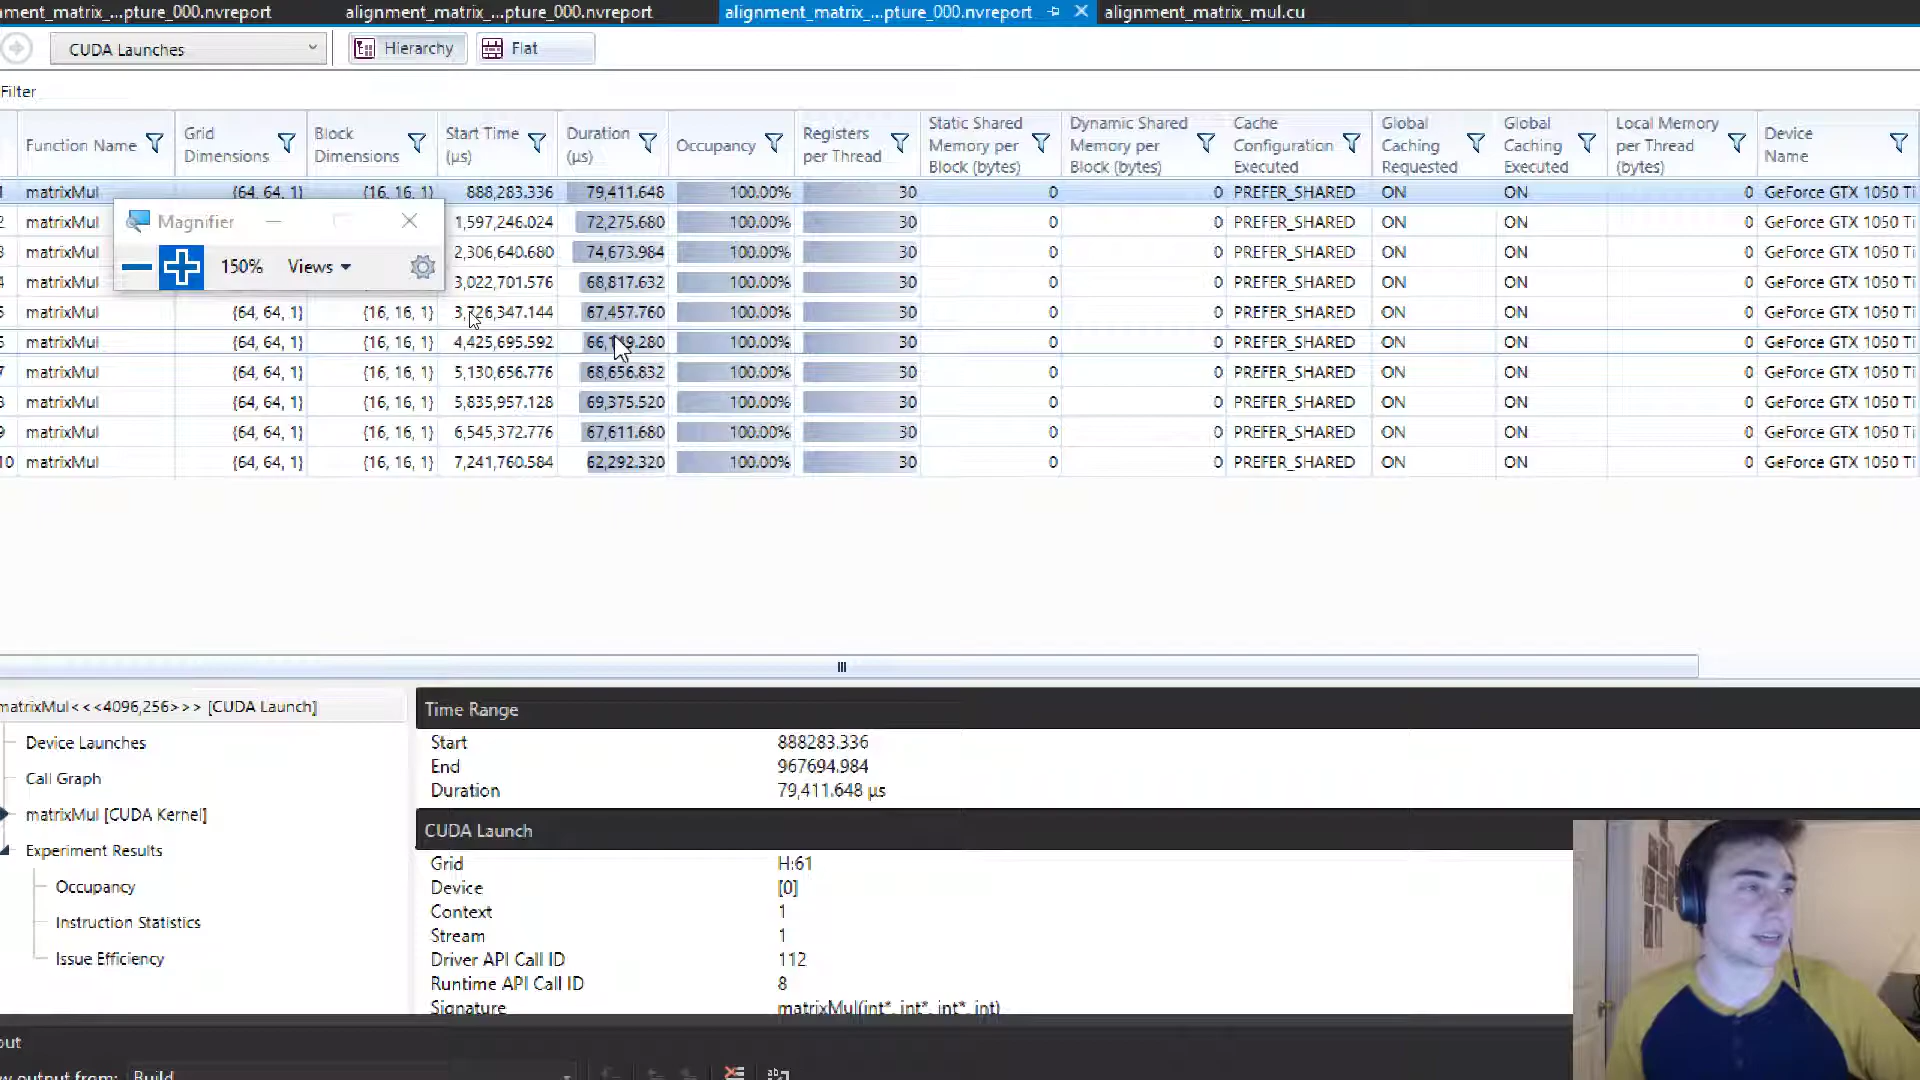 nment_matrix_...pture_000.nvreport alignment_matrix_...pture_000.nvreport alignment_matrix_...pture_000.nvreport alignment_matrix_mul.cu
CUDA Launches Hierarchy Flat
Filter
Function Name Grid Dimensions Block Dimensions Start Time (µs) Duration (µs) Occupancy Registers per Thread Static Shared Memory per Block (bytes) Dynamic Shared Memory per Block (bytes) Cache Configuration Executed Global Caching Requested Global Caching Executed Local Memory per Thread (bytes) Device Name
1 matrixMul {64, 64, 1} {16, 16, 1} 888,283.336 79,411.648 100.00% 30 0 0 PREFER_SHARED ON ON 0 GeForce GTX 1050 Ti
2 matrixMul 1,597,246.024 72,275.680 100.00% 30 0 0 PREFER_SHARED ON ON 0 GeForce GTX 1050 Ti
3 matrixMul 2,306,640.680 74,673.984 100.00% 30 0 0 PREFER_SHARED ON ON 0 GeForce GTX 1050 Ti
4 matrixMul 3,022,701.576 68,817.632 100.00% 30 0 0 PREFER_SHARED ON ON 0 GeForce GTX 1050 Ti
5 matrixMul {64, 64, 1} {16, 16, 1} 3,726,347.144 67,457.760 100.00% 30 0 0 PREFER_SHARED ON ON 0 GeForce GTX 1050 Ti
6 matrixMul {64, 64, 1} {16, 16, 1} 4,425,695.592 100.00% 30 0 0 PREFER_SHARED ON ON 0 GeForce GTX 1050 Ti
7 matrixMul {64, 64, 1} {16, 16, 1} 5,130,656.776 68,656.832 100.00% 30 0 0 PREFER_SHARED ON ON 0 GeForce GTX 1050 Ti
8 matrixMul {64, 64, 1} {16, 16, 1} 5,835,957.128 69,375.520 100.00% 30 0 0 PREFER_SHARED ON ON 0 GeForce GTX 1050 Ti
9 matrixMul {64, 64, 1} {16, 16, 1} 6,545,372.776 67,611.680 100.00% 30 0 0 PREFER_SHARED ON ON 0 GeForce GTX 1050 Ti
10 matrixMul {64, 64, 1} {16, 16, 1} 7,241,760.584 62,292.320 100.00% 30 0 0 PREFER_SHARED ON ON 0 GeForce GTX 1050 Ti
Magnifier
150% Views
matrixMul<<<4096,256>>> [CUDA Launch]
Device Launches
Call Graph
matrixMul [CUDA Kernel]
Experiment Results
Occupancy
Instruction Statistics
Issue Efficiency
Time Range
Start 888283.336
End 967694.984
Duration 79,411.648 µs
CUDA Launch
Grid H:61
Device [0]
Context 1
Stream 1
Driver API Call ID 112
Runtime API Call ID 8
Signature matrixMul(int*, int*, int*, int)
out
w output from: Build